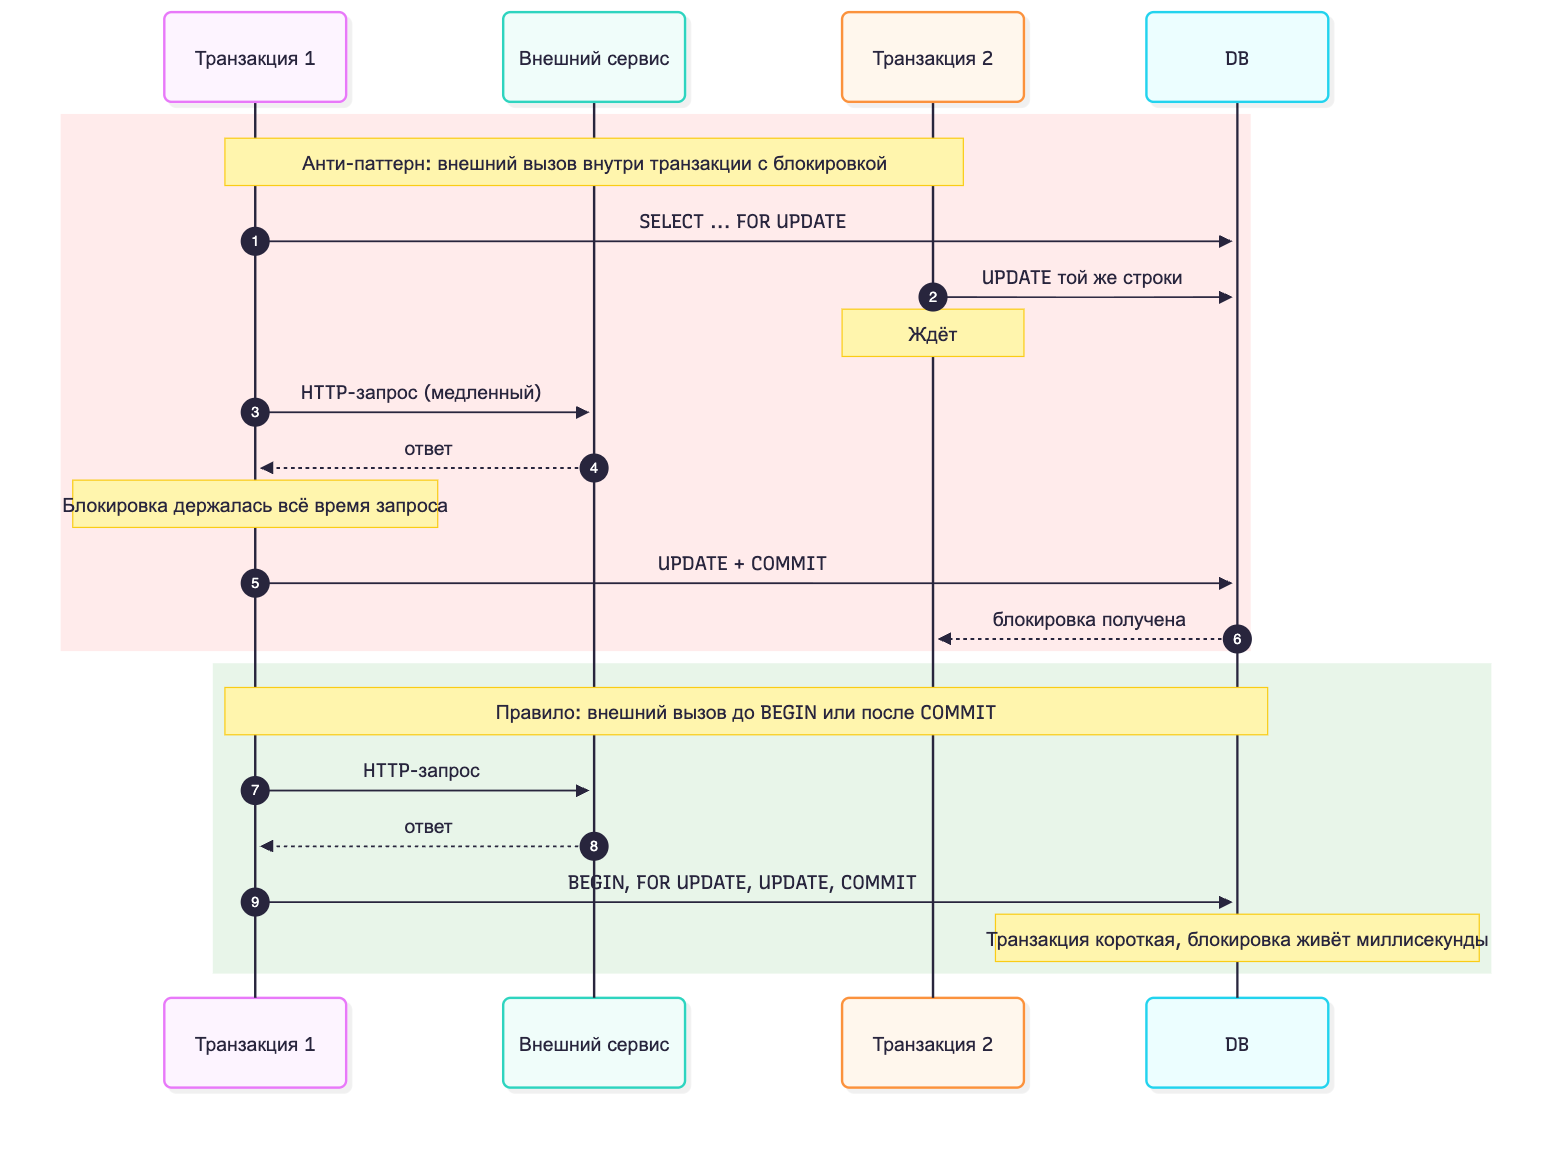 Транзакция 1
Внешний сервис
Транзакция 2
DB
Анти-паттерн: внешний вызов внутри транзакции с блокировкой
SELECT ... FOR UPDATE
1
UPDATE той же строки
2
Ждёт
HTTP-запрос (медленный)
3
ответ
4
Блокировка держалась всё время запроса
UPDATE + COMMIT
5
блокировка получена
6
Правило: внешний вызов до BEGIN или после COMMIT
HTTP-запрос
7
ответ
8
BEGIN, FOR UPDATE, UPDATE, COMMIT
9
Транзакция короткая, блокировка живёт миллисекунды
Транзакция 1
Внешний сервис
Транзакция 2
DB